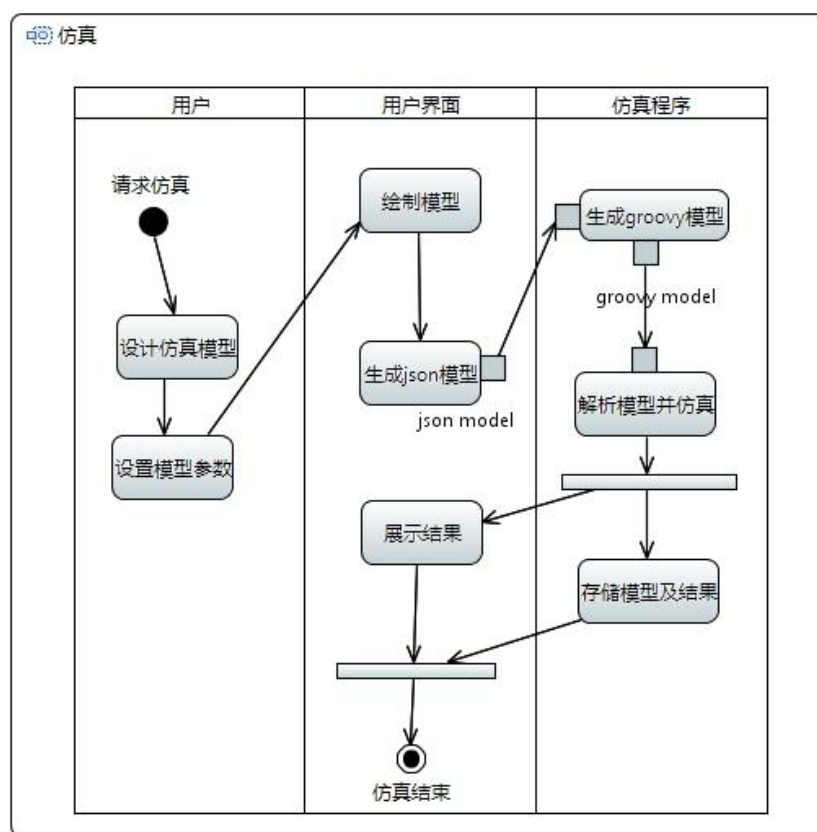 仿真
用户
用户界面
仿真程序
请求仿真
设计仿真模型
设置模型参数
绘制模型
生成json模型
json model
生成groovy模型
groovy model
解析模型并仿真
展示结果
存储模型及结果
仿真结束